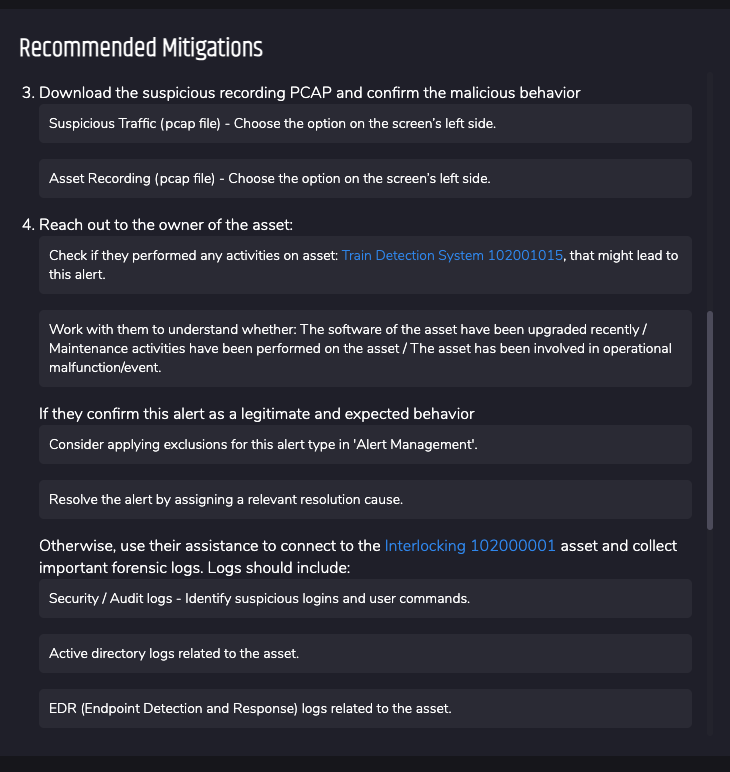 Recommended Mitigations
3. Download the suspicious recording PCAP and confirm the malicious behavior
Suspicious Traffic (pcap file) - Choose the option on the screen's left side.
Asset Recording (pcap file) - Choose the option on the screen's left side.
4. Reach out to the owner of the asset:
Check if they performed any activities on asset: Train Detection System 102001015, that might lead to
this alert.
Work with them to understand whether: The software of the asset have been upgraded recently /
Maintenance activities have been performed on the asset / The asset has been involved in operational
malfunction/event.
If they confirm this alert as a legitimate and expected behavior
Consider applying exclusions for this alert type in 'Alert Management'.
Resolve the alert by assigning a relevant resolution cause.
Otherwise, use their assistance to connect to the Interlocking 102000001 asset and collect
important forensic logs. Logs should include:
Security / Audit logs - Identify suspicious logins and user commands.
Active directory logs related to the asset.
EDR (Endpoint Detection and Response) logs related to the asset.